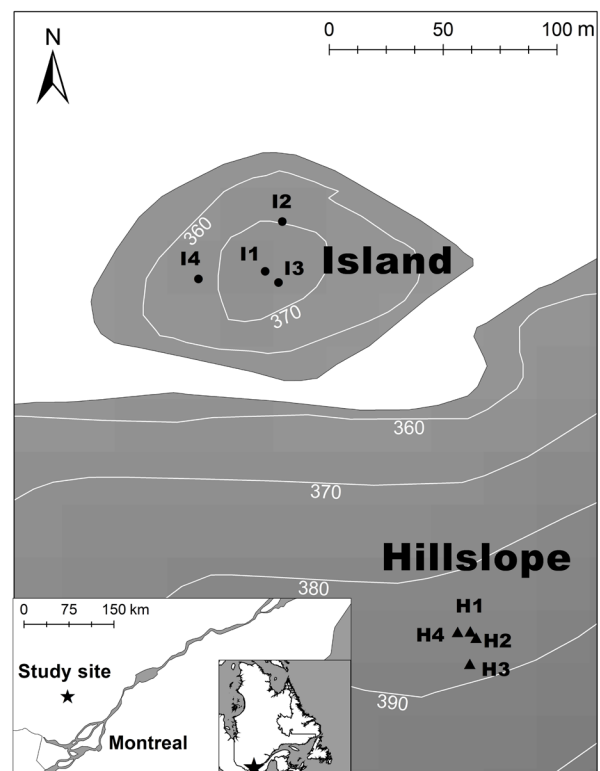 0 50 100 m
N
I2
360
I4
I1
I3
Island
370
360
370
Hillslope
380
H1
H4
H2
H3
390
0 75 150 km
Study site
Montreal